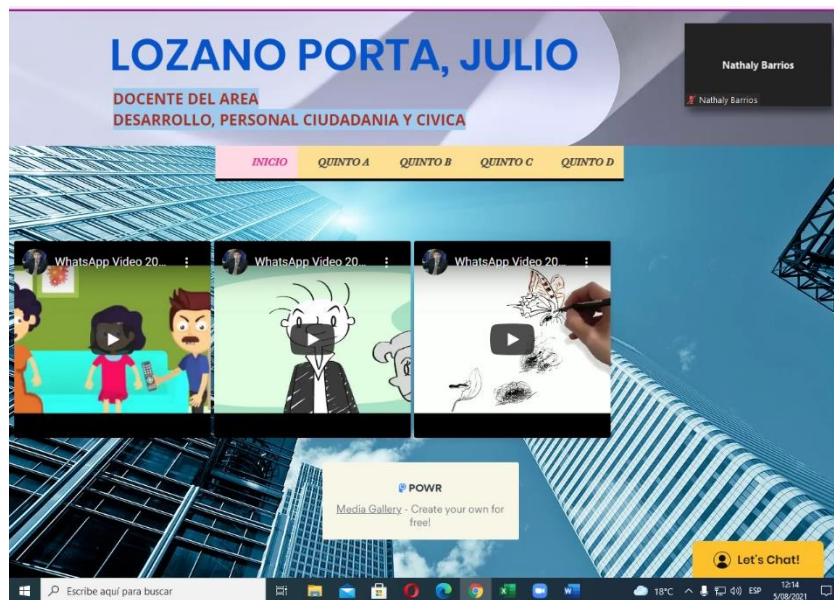 LOZANO PORTA, JULIO
Nathaly Barrios
Nathaly Barrios
DOCENTE DEL AREA
DESARROLLO, PERSONAL CIUDADANIA Y CIVICA
INICIO QUINTO A QUINTO B QUINTO C QUINTO D
WhatsApp Video 20... WhatsApp Video 20... WhatsApp Video 20...
POWR
Media Gallery - Create your own for
free!
Let's Chat!
Escribe aquí para buscar
18°C ESP 12:14
5/08/2021